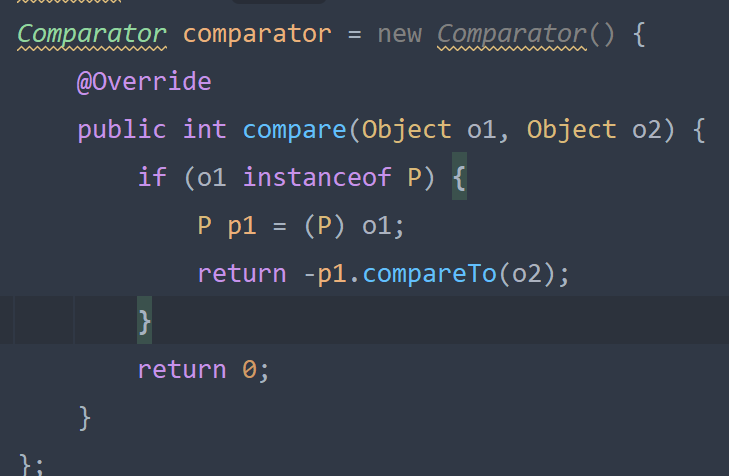 Comparator comparator = new Comparator() {
    @Override
    public int compare(Object o1, Object o2) {
        if (o1 instanceof P) {
            P p1 = (P) o1;
            return -p1.compareTo(o2);
        }
        return 0;
    }
};